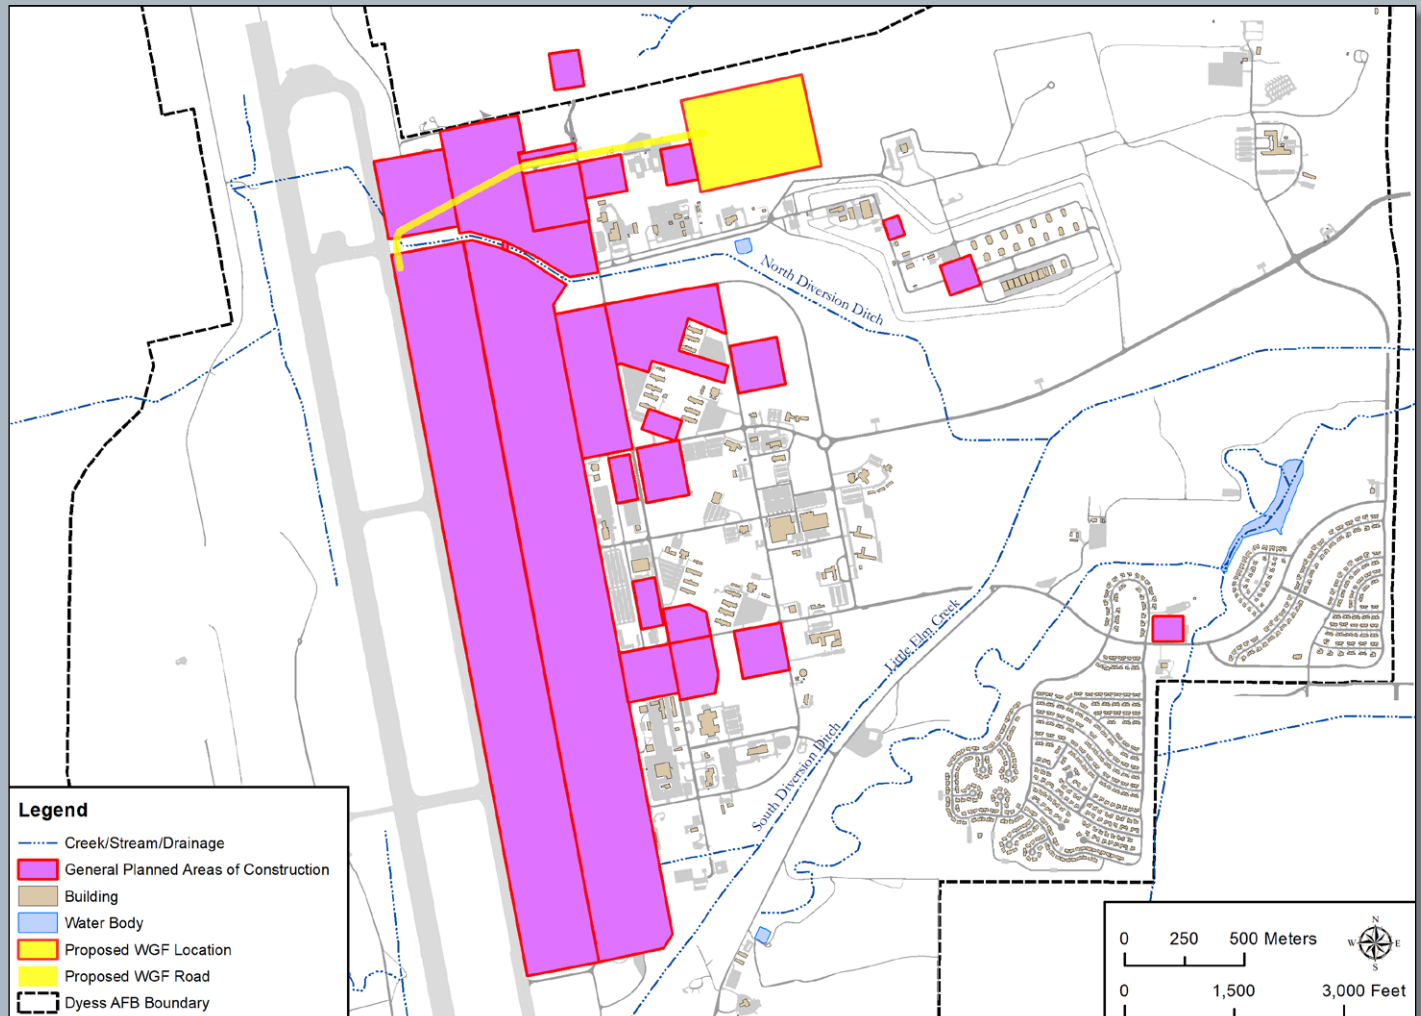 North Diversion Ditch
Little Elm Creek
South Diversion Ditch
Legend
Creek/Stream/Drainage
General Planned Areas of Construction
Building
Water Body
Proposed WGF Location
Proposed WGF Road
Dyess AFB Boundary
0 250 500 Meters
0 1,500 3,000 Feet
N
W E
S